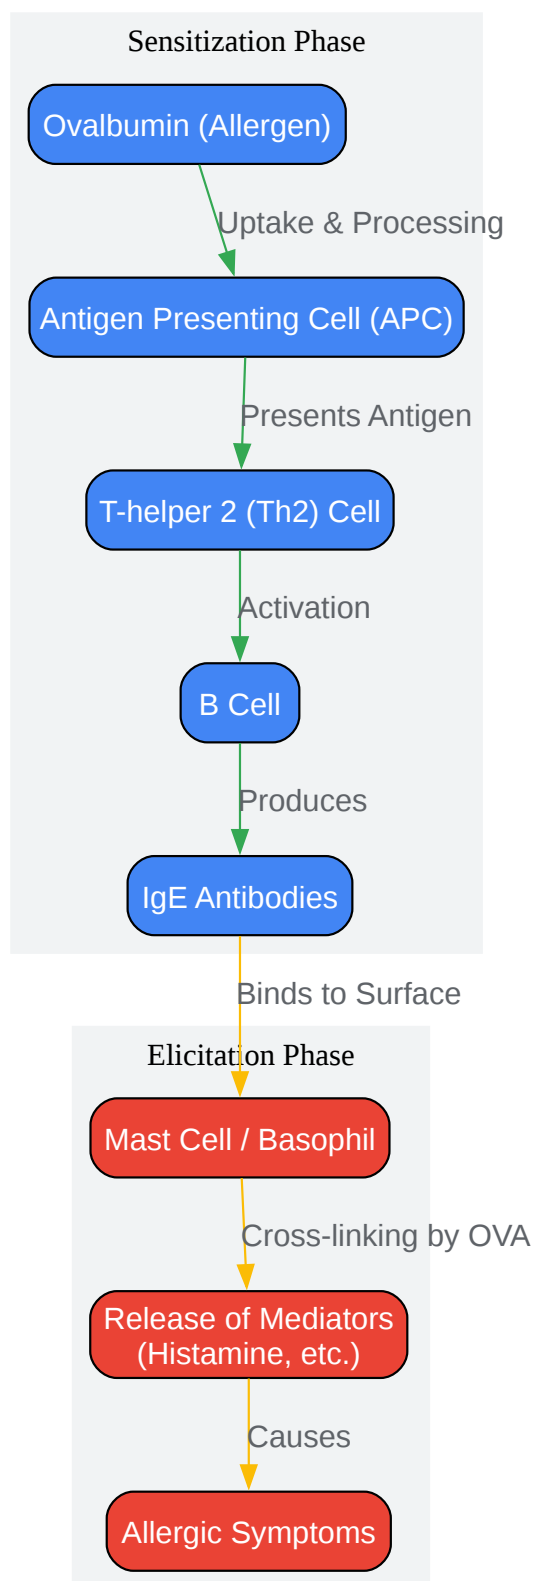 Sensitization Phase
Ovalbumin (Allergen)
Uptake & Processing
Antigen Presenting Cell (APC)
Presents Antigen
T-helper 2 (Th2) Cell
Activation
B Cell
Produces
IgE Antibodies
Binds to Surface
Elicitation Phase
Mast Cell / Basophil
Cross-linking by OVA
Release of Mediators
(Histamine, etc.)
Causes
Allergic Symptoms